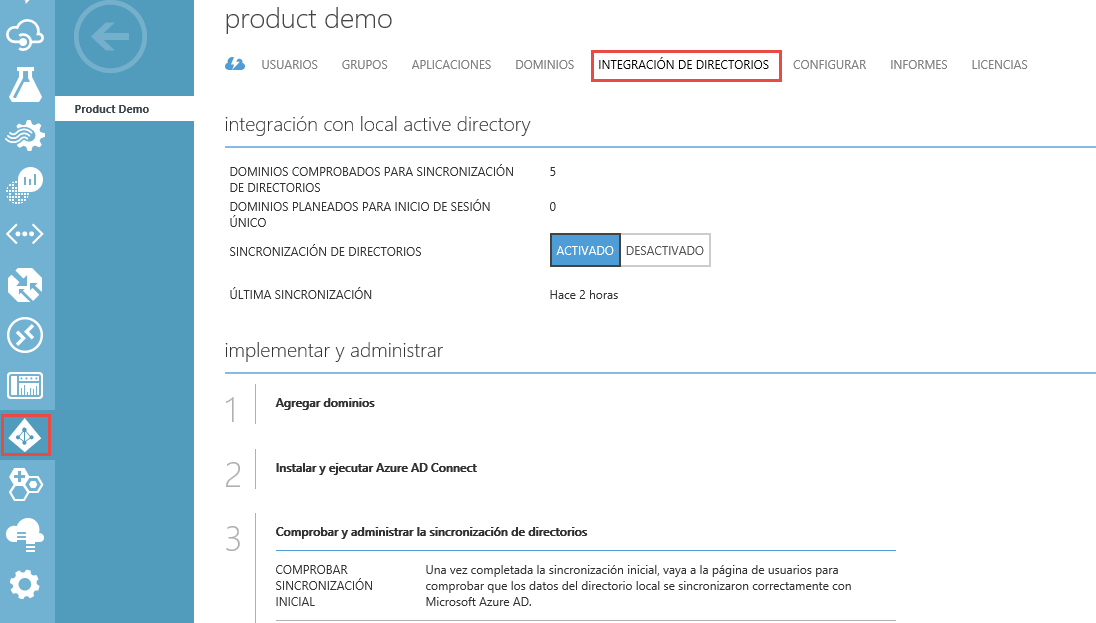 product demo
USUARIOS GRUPOS APLICACIONES DOMINIOS INTEGRACIÓN DE DIRECTORIOS CONFIGURAR INFORMES LICENCIAS
Product Demo
integración con local active directory
DOMINIOS COMPROBADOS PARA SINCRONIZACIÓN 5
DE DIRECTORIOS
DOMINIOS PLANEADOS PARA INICIO DE SESIÓN 0
ÚNICO
SINCRONIZACIÓN DE DIRECTORIOS ACTIVADO DESACTIVADO
ÚLTIMA SINCRONIZACIÓN Hace 2 horas
implementar y administrar
1 Agregar dominios
2 Instalar y ejecutar Azure AD Connect
3 Comprobar y administrar la sincronización de directorios
COMPROBAR Una vez completada la sincronización inicial, vaya a la página de usuarios para
SINCRONIZACIÓN comprobar que los datos del directorio local se sincronizaron correctamente con
INICIAL Microsoft Azure AD.